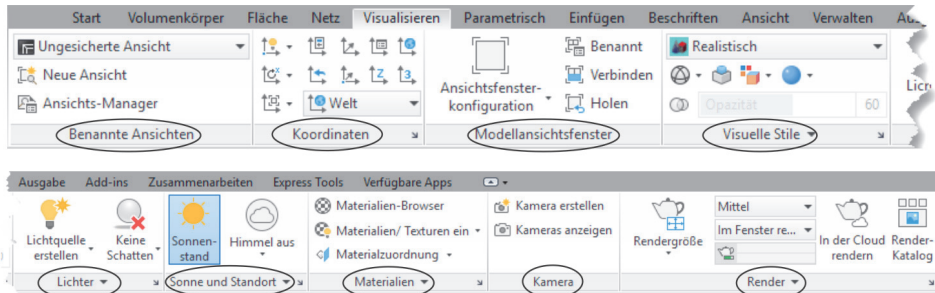 Start Volumenkörper Fläche Netz Visualisieren Parametrisch Einfügen Beschriften Ansicht Verwalten
Ungesicherte Ansicht
Neue Ansicht
Ansichts-Manager
Benannte Ansichten
Welt
Koordinaten
Ansichtsfenster-
konfiguration
Benannt
Verbinden
Holen
Modellansichtsfenster
Realistisch
Opazität 60
Visuelle Stile
Ausgabe Add-ins Zusammenarbeiten Express Tools Verfügbare Apps
Lichtquelle
erstellen
Keine
Schatten
Lichter
Sonnen-
stand
Himmel aus
Sonne und Standort
Materialien-Browser
Materialien/ Texturen ein
Materialzuordnung
Materialien
Kamera erstellen
Kameras anzeigen
Kamera
Rendergröße
Mittel
Im Fenster re...
In der Cloud
rendern
Render-
Katalog
Render